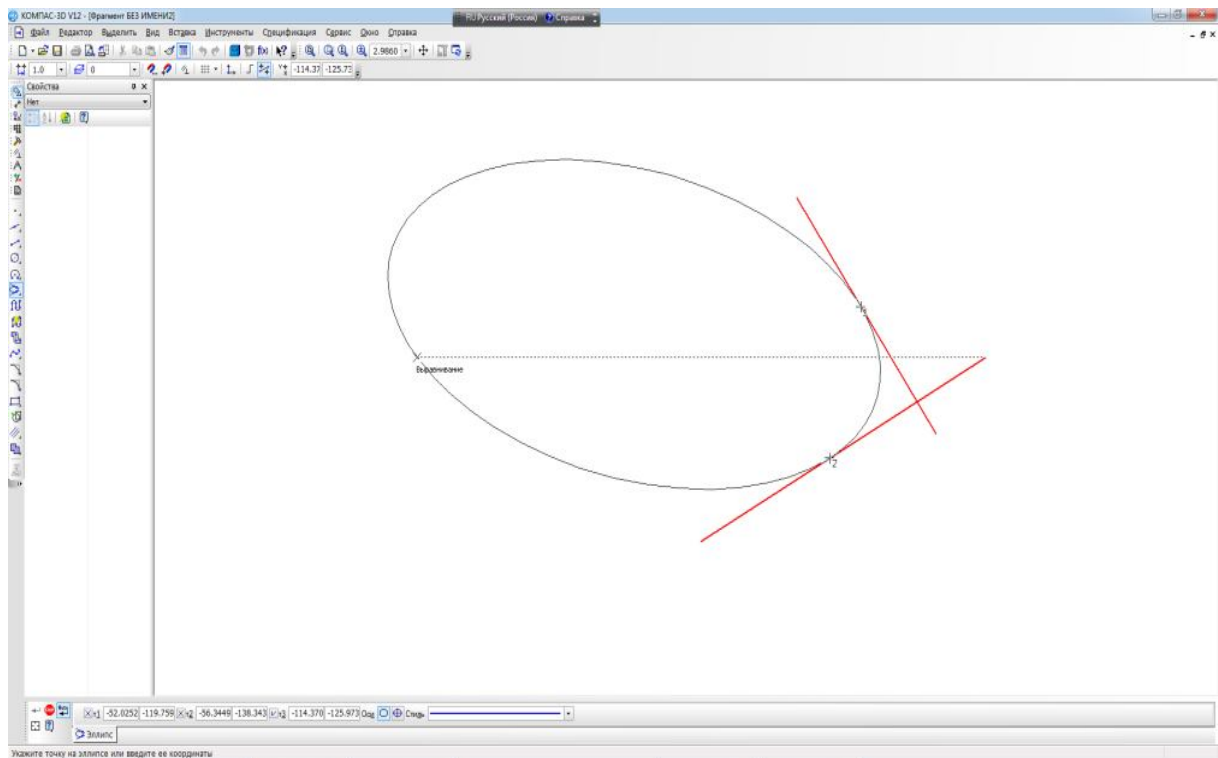 КОМПАС-3D V12 - [Фрагмент БЕЗ ИМЕНИ2]
RU Русский (Россия) Справка
Файл Редактор Выделить Вид Вставка Инструменты Спецификация Сервис Окно Справка
2.9860
1.0 0 -114.37 -125.73
Свойства
Нет
1
Выравнивание
2
-52.0252 -119.759 -56.3449 -138.343 -114.370 -125.973 Оси Стиль
Эллипс
Укажите точку на эллипсе или введите ее координаты